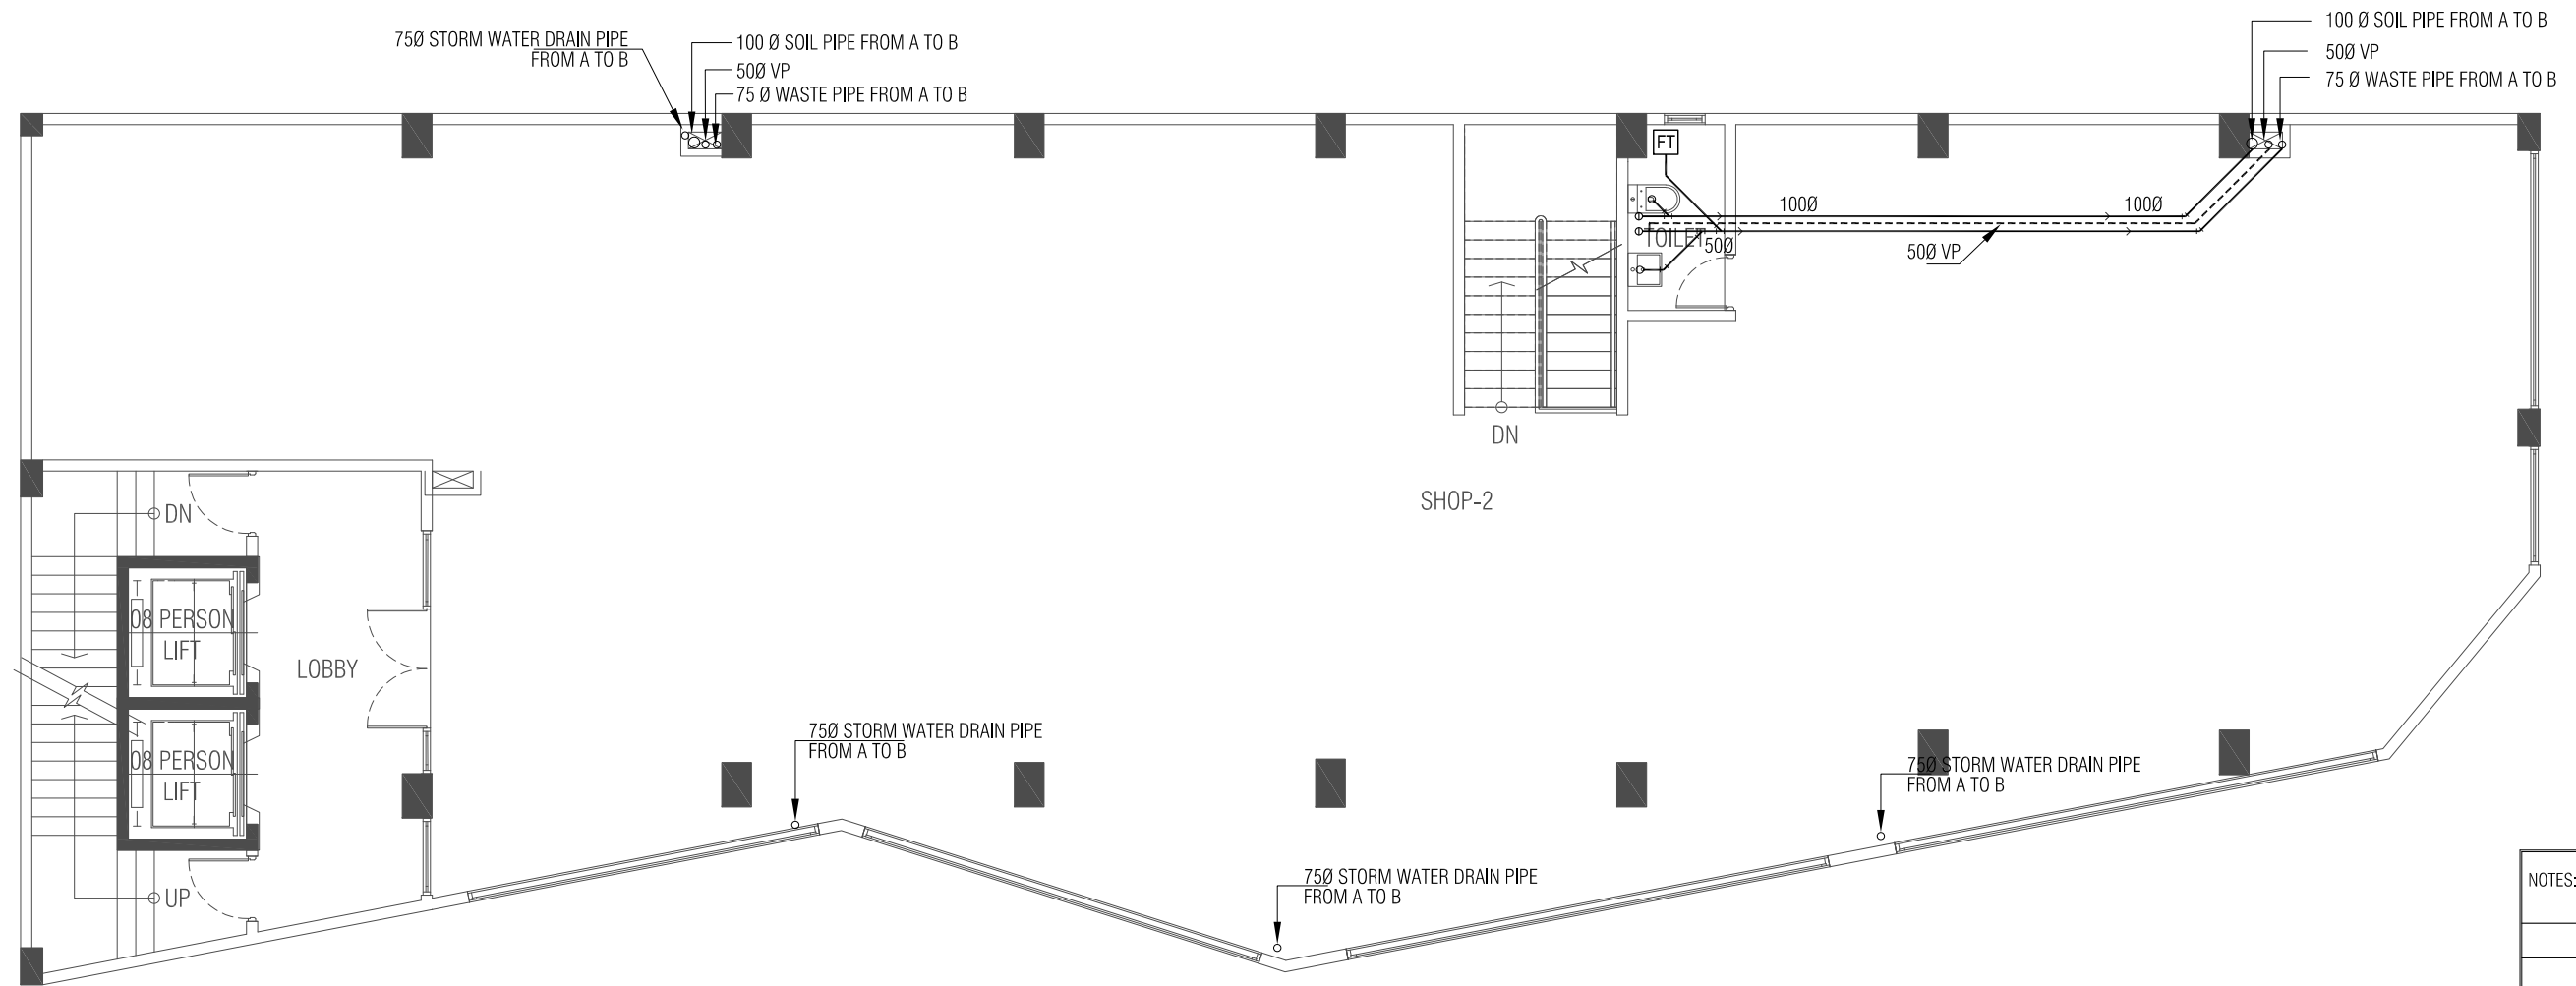 75Ø STORM WATER DRAIN PIPE
FROM A TO B
100 Ø SOIL PIPE FROM A TO B
50Ø VP
75 Ø WASTE PIPE FROM A TO B
100 Ø SOIL PIPE FROM A TO B
50Ø VP
75 Ø WASTE PIPE FROM A TO B
FT
100Ø
100Ø
TOILET
50Ø
50Ø VP
DN
SHOP-2
DN
08 PERSON
LIFT
LOBBY
08 PERSON
LIFT
UP
75Ø STORM WATER DRAIN PIPE
FROM A TO B
75Ø STORM WATER DRAIN PIPE
FROM A TO B
75Ø STORM WATER DRAIN PIPE
FROM A TO B
NOTES: